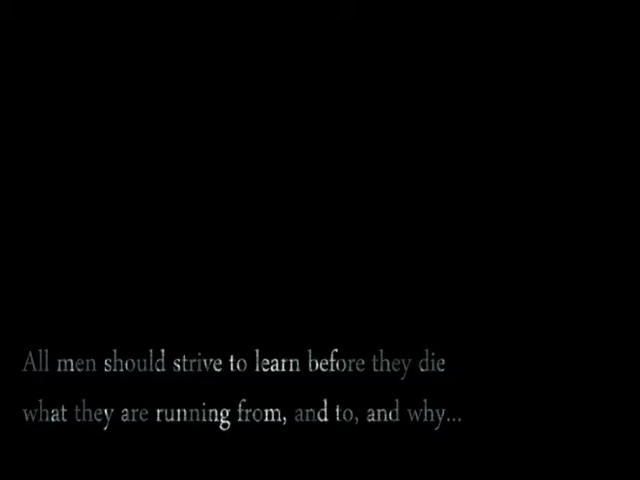 All men should strive to learn before they die
what they are running from, and to, and why...